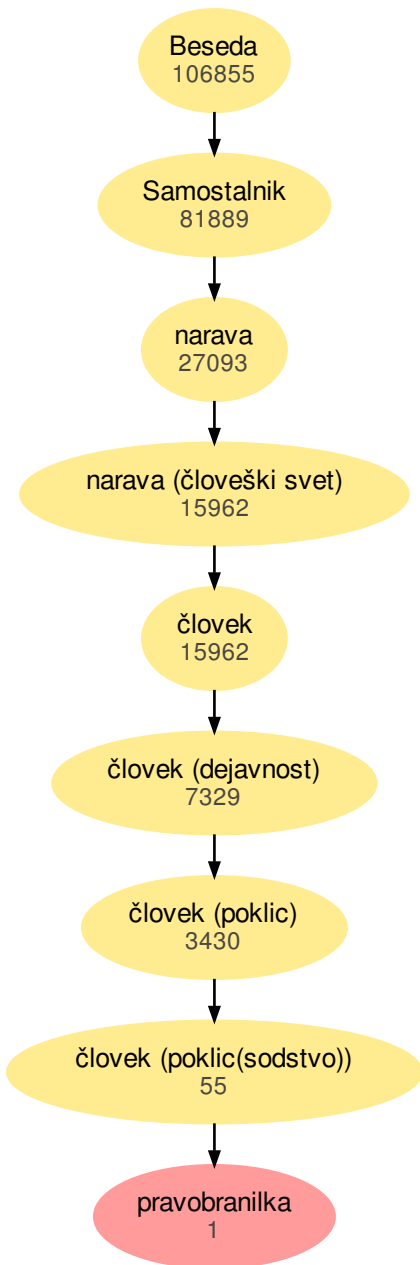 Beseda
106855
Samostalnik
81889
narava
27093
narava (človeški svet)
15962
človek
15962
človek (dejavnost)
7329
človek (poklic)
3430
človek (poklic(sodstvo))
55
pravobranilka
1